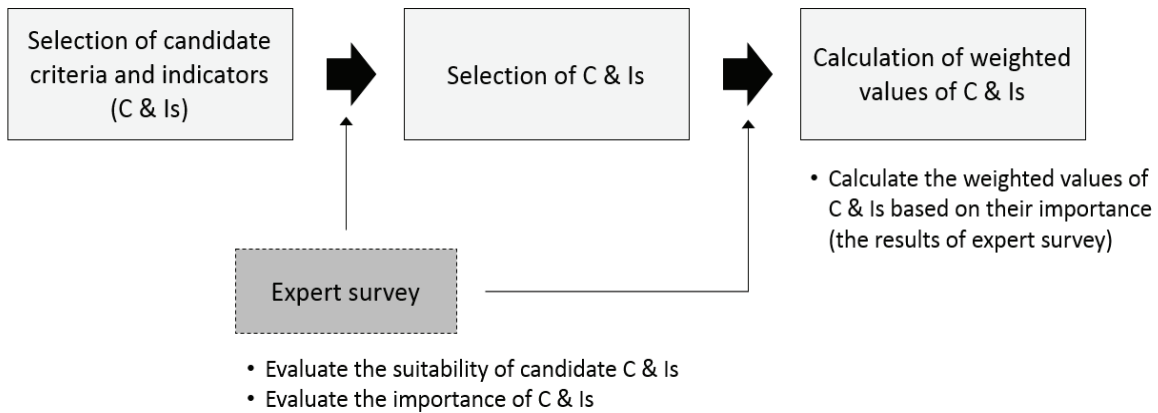 Selection of candidate
criteria and indicators
(C & Is)
Selection of C & Is
Calculation of weighted
values of C & Is
• Calculate the weighted values of
C & Is based on their importance
(the results of expert survey)
Expert survey
• Evaluate the suitability of candidate C & Is
• Evaluate the importance of C & Is